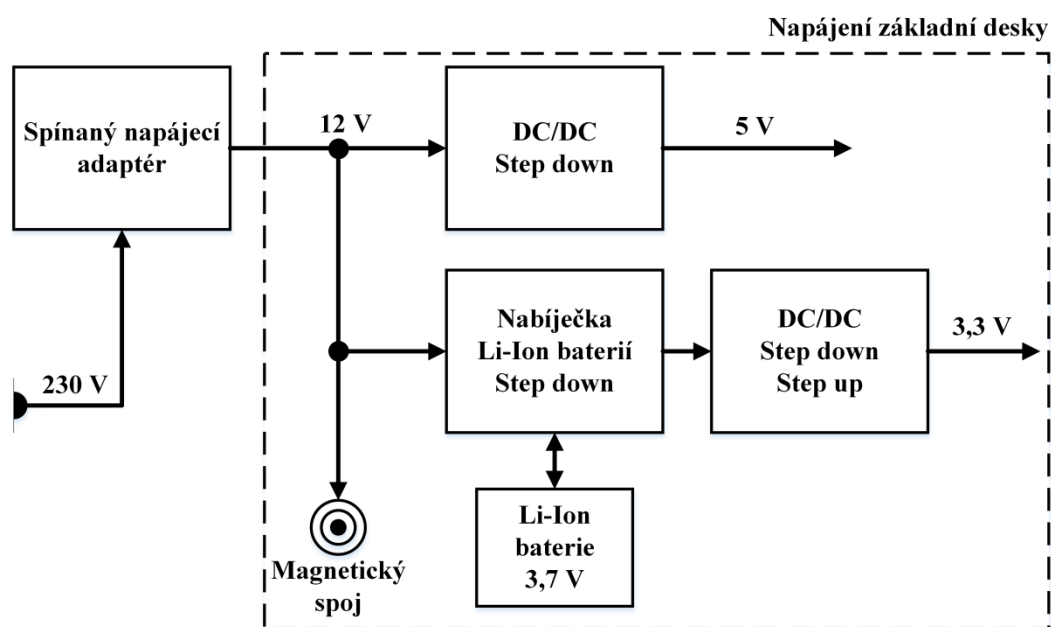 Napájení základní desky
Spínaný napájecí
adaptér
12 V
DC/DC
Step down
5 V
230 V
Nabíječka
Li-Ion baterií
Step down
DC/DC
Step down
Step up
3,3 V
Li-Ion
baterie
3,7 V
Magnetický
spoj